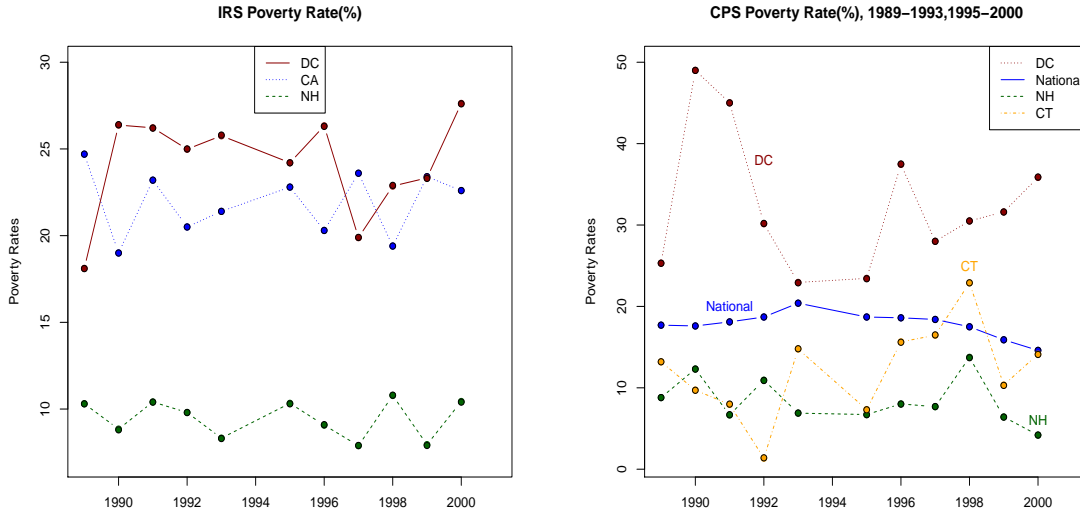 IRS Poverty Rate(%)
DC
CA
NH
Poverty Rates
30
25
20
15
10
1990 1992 1994 1996 1998 2000
CPS Poverty Rate(%), 1989−1993,1995−2000
DC
National
NH
CT
DC
National
CT
NH
Poverty Rates
50
40
30
20
10
0
1990 1992 1994 1996 1998 2000